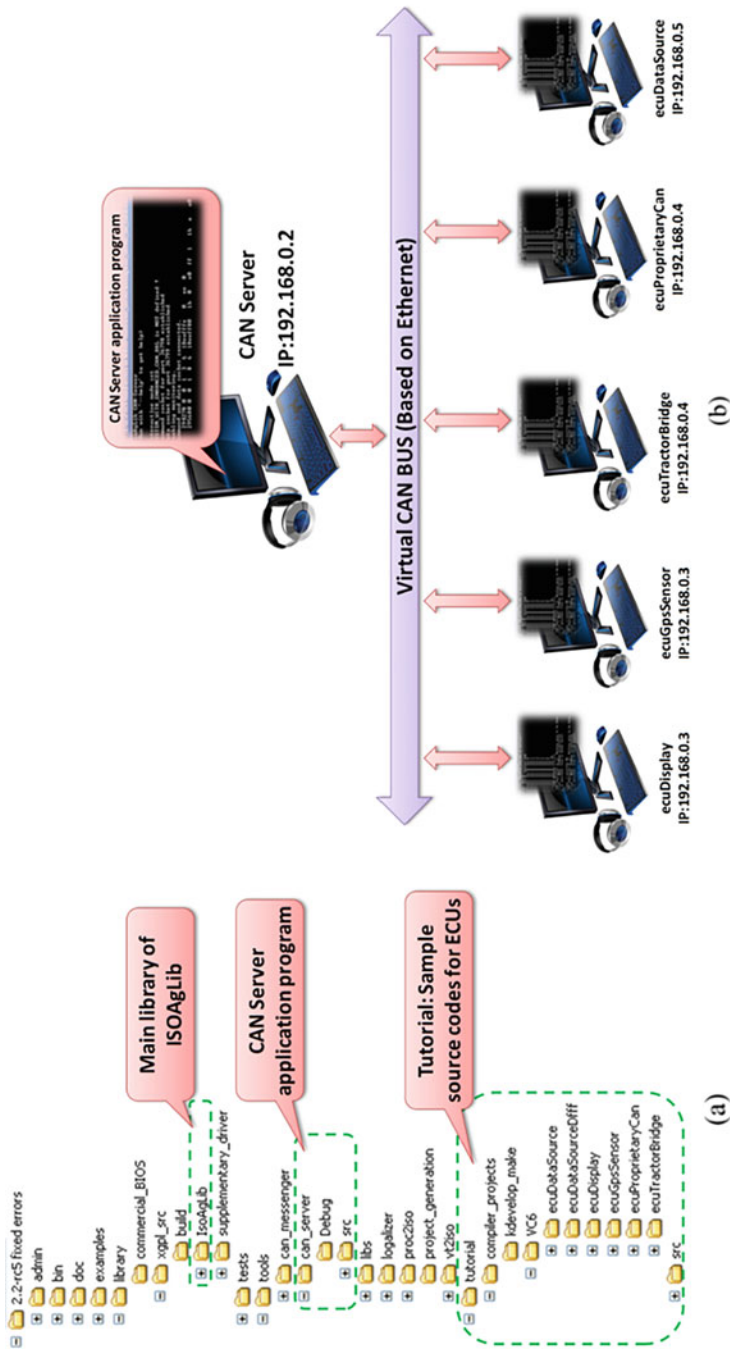 2.2-rc5 fixed errors
admin
bin
doc
examples
library
commercial_BIOS
xgpl_src
build
IsoAgLib
supplementary_driver
tests
tools
can_messenger
can_server
Debug
src
libs
logalizer
proc2iso
project_generation
vt2iso
tutorial
compiler_projects
kdevelop_make
VC6
ecuDataSource
ecuDataSourceDfff
ecuDisplay
ecuGpsSensor
ecuProprietaryCan
ecuTractorBridge
src
Main library of
ISOAgLib
CAN Server
application program
Tutorial: Sample
source codes for ECUs
(a)
CAN Server application program
CAN Server
IP:192.168.0.2
Virtual CAN BUS (Based on Ethernet)
ecuDisplay
IP:192.168.0.3
ecuGpsSensor
IP:192.168.0.3
ecuTractorBridge
IP:192.168.0.4
ecuProprietaryCan
IP:192.168.0.4
ecuDataSource
IP:192.168.0.5
(b)